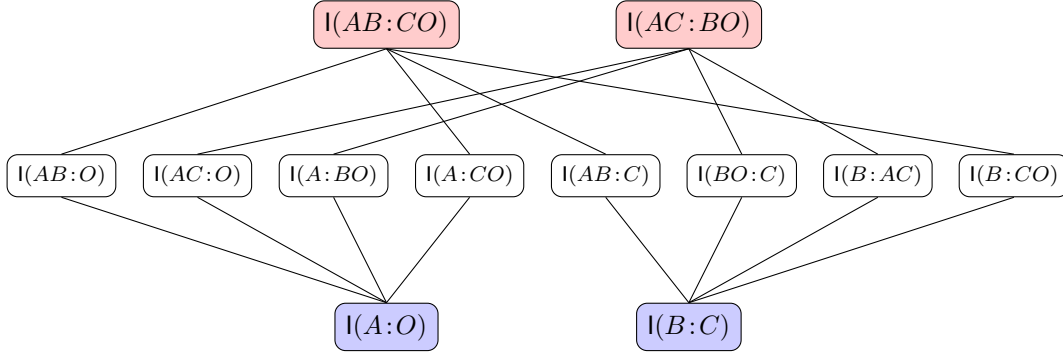 I(AB:CO) I(AC:BO)
I(AB:O) I(AC:O) I(A:BO) I(A:CO) I(AB:C) I(BO:C) I(B:AC) I(B:CO)
I(A:O) I(B:C)